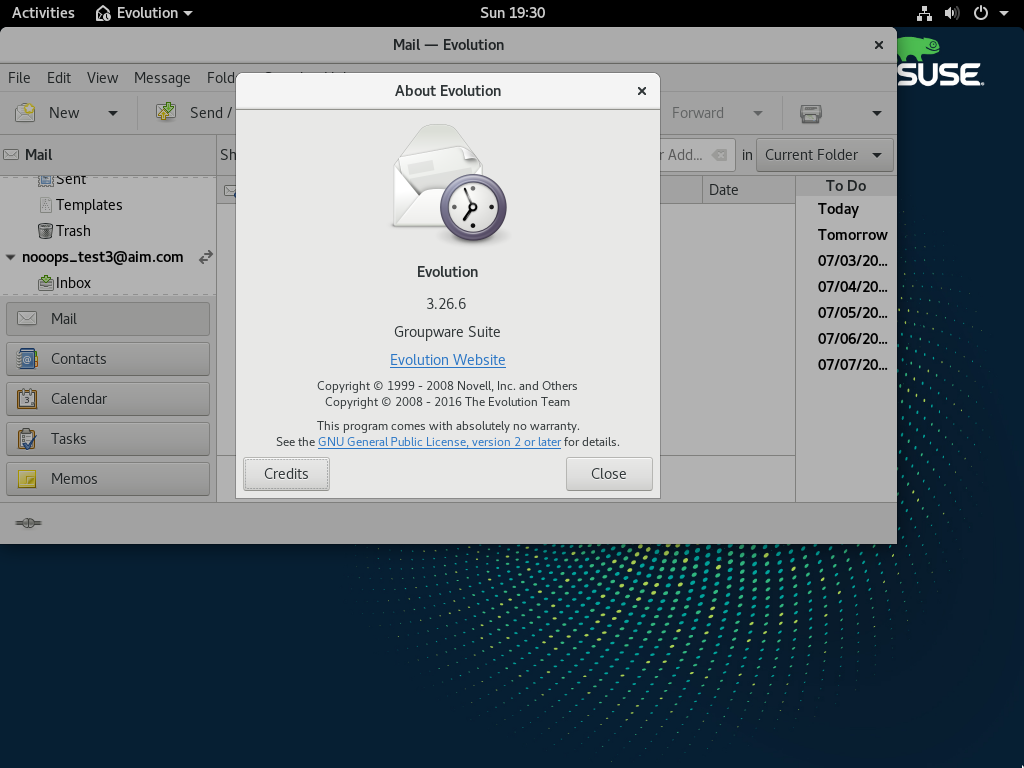 Activities Evolution Sun 19:30
Mail — Evolution
SUSE
File Edit View Message
About Evolution
New Send / Forward
Mail in Current Folder
Sent Date To Do
Templates Today
Trash Tomorrow
nooops_test3@aim.com 07/03/20...
Inbox 07/04/20...
Mail 07/05/20...
Contacts 07/06/20...
Calendar 07/07/20...
Tasks
Memos
Evolution
3.26.6
Groupware Suite
Evolution Website
Copyright © 1999 - 2008 Novell, Inc. and Others
Copyright © 2008 - 2016 The Evolution Team
This program comes with absolutely no warranty.
See the GNU General Public License, version 2 or later for details.
Credits Close